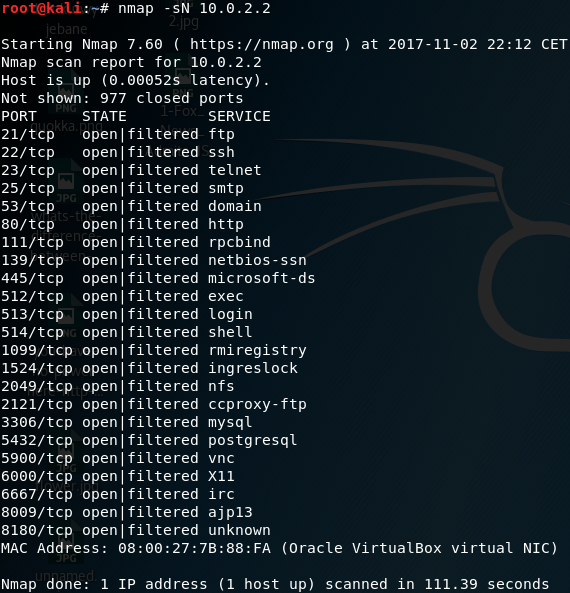 root@kali:~# nmap -sN 10.0.2.2
Starting Nmap 7.60 ( https://nmap.org ) at 2017-11-02 22:12 CET
Nmap scan report for 10.0.2.2
Host is up (0.00052s latency).
Not shown: 977 closed ports
PORT STATE SERVICE
21/tcp open|filtered ftp
22/tcp open|filtered ssh
23/tcp open|filtered telnet
25/tcp open|filtered smtp
53/tcp open|filtered domain
80/tcp open|filtered http
111/tcp open|filtered rpcbind
139/tcp open|filtered netbios-ssn
445/tcp open|filtered microsoft-ds
512/tcp open|filtered exec
513/tcp open|filtered login
514/tcp open|filtered shell
1099/tcp open|filtered rmiregistry
1524/tcp open|filtered ingreslock
2049/tcp open|filtered nfs
2121/tcp open|filtered ccproxy-ftp
3306/tcp open|filtered mysql
5432/tcp open|filtered postgresql
5900/tcp open|filtered vnc
6000/tcp open|filtered X11
6667/tcp open|filtered irc
8009/tcp open|filtered ajp13
8180/tcp open|filtered unknown
MAC Address: 08:00:27:7B:88:FA (Oracle VirtualBox virtual NIC)
Nmap done: 1 IP address (1 host up) scanned in 111.39 seconds
jebane
2.jpg
quokka.png
unnamed.